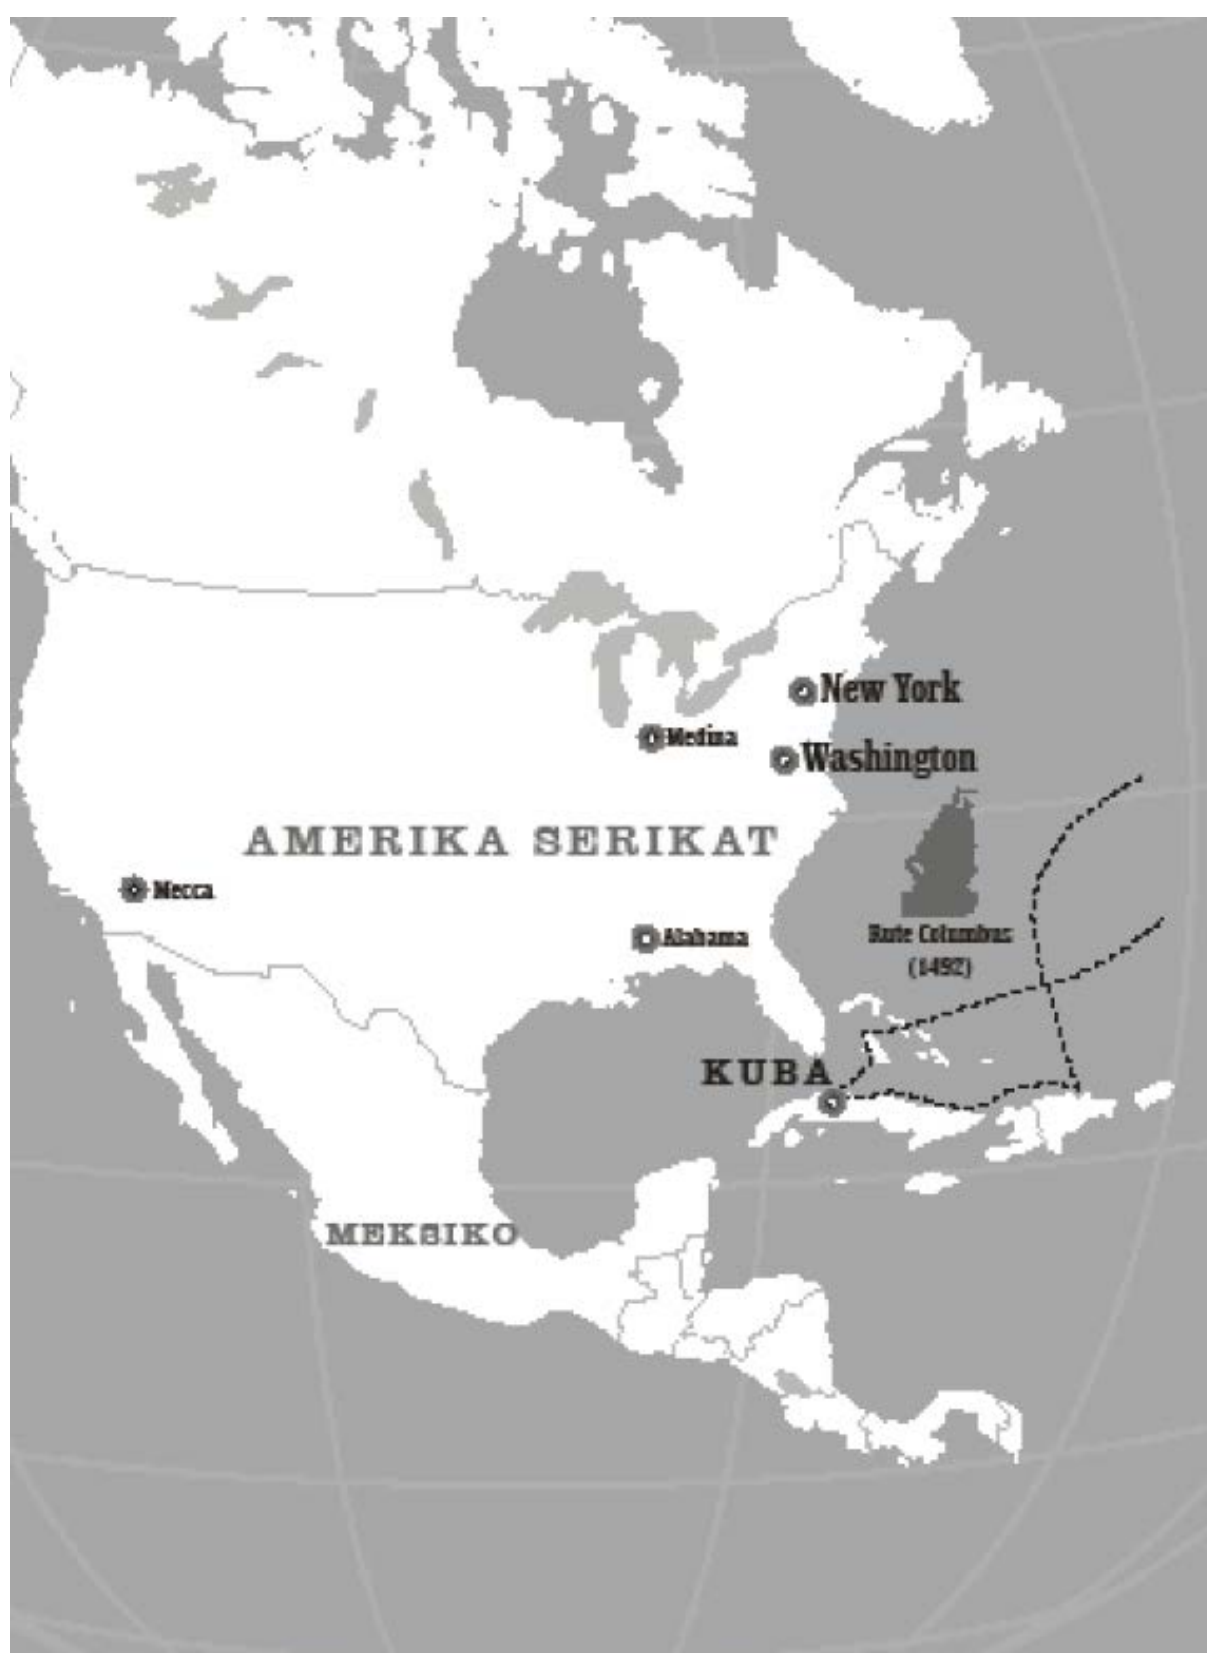 New York
Medina
Washington
AMERIKA SERIKAT
Mecca
Alabama
Rute Columbus
(1492)
KUBA
MEKSIKO